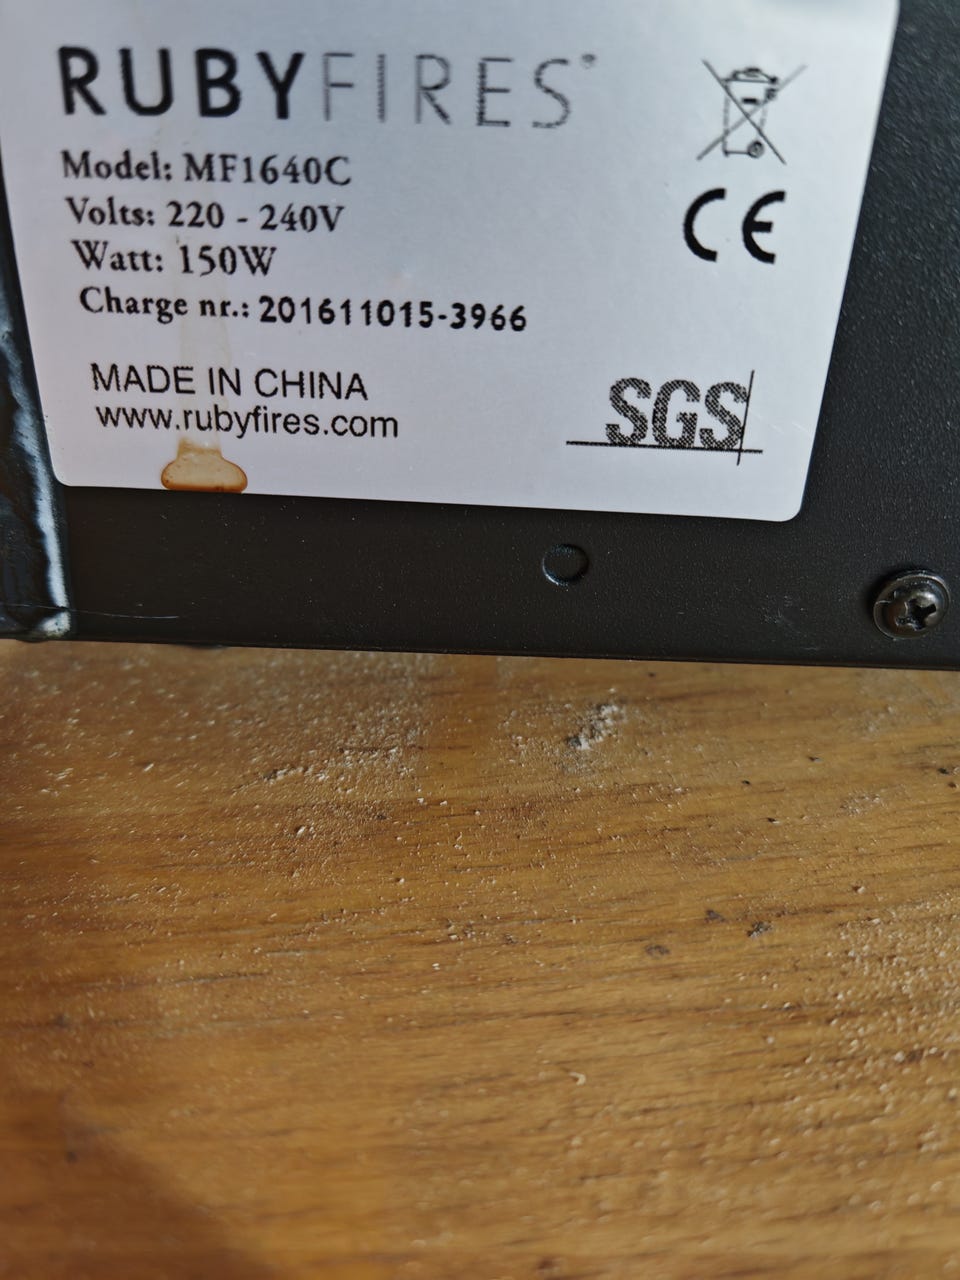 RUBYFIRES®
Model: MF1640C
Volts: 220 - 240V
Watt: 150W
CE
Charge nr.: 201611015-3966
MADE IN CHINA
www.rubyfires.com
SGS